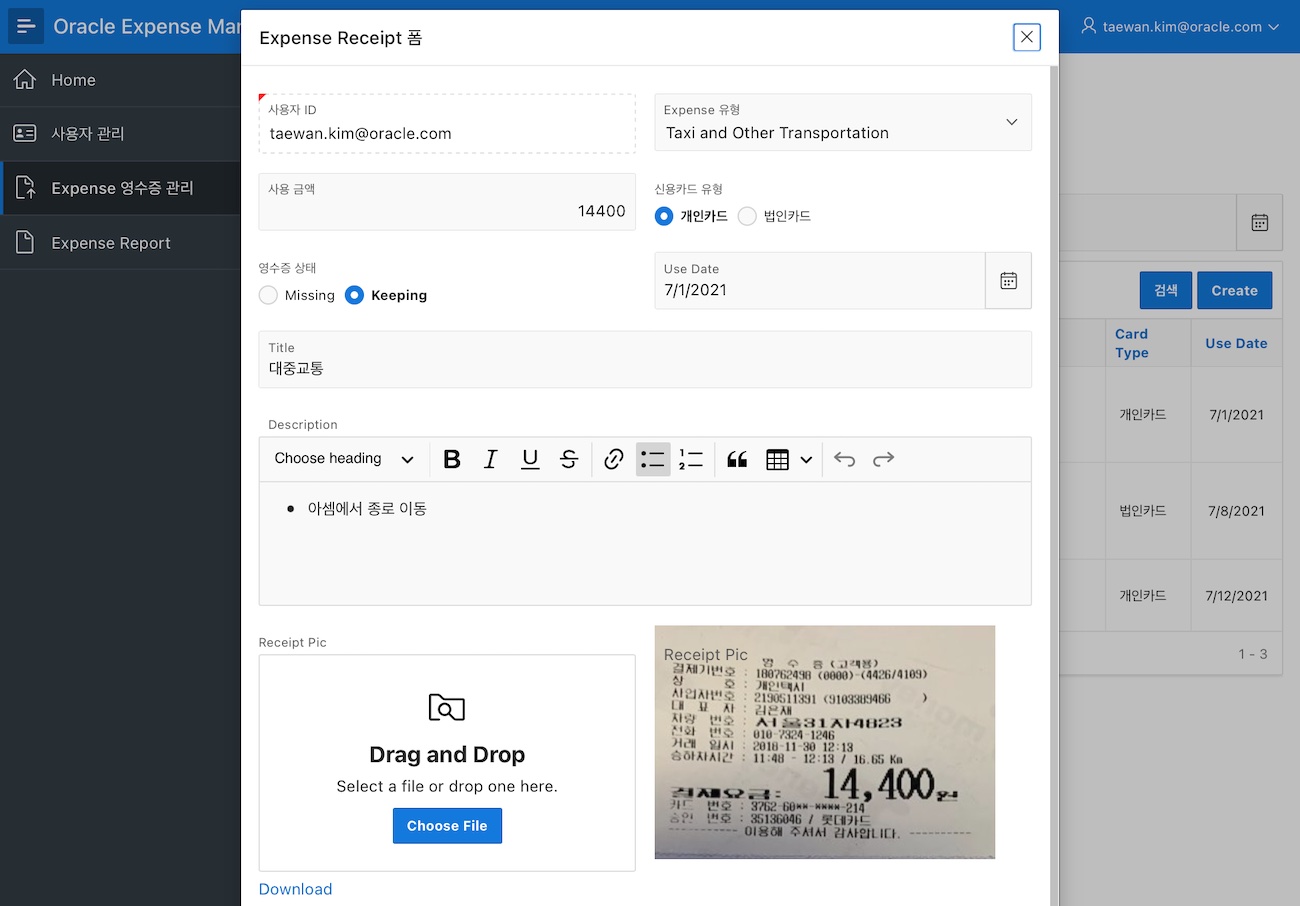 Oracle Expense Mar
taewan.kim@oracle.com
Home
사용자 관리
Expense 영수증 관리
Expense Report
Expense Receipt 폼
사용자 ID
taewan.kim@oracle.com
Expense 유형
Taxi and Other Transportation
사용 금액
14400
신용카드 유형
개인카드 법인카드
영수증 상태
Missing Keeping
Use Date
7/1/2021
Title
대중교통
Description
Choose heading B I U S
아셈에서 종로 이동
Receipt Pic
Drag and Drop
Select a file or drop one here.
Choose File
Download
Receipt Pic
영 수 증 (고객용)
결제기번호 : 180762498 (0000)-(4426/4109)
상 호 : 개인택시
사업자번호 : 2190511391 (9103389466 )
대 표 자 : 김은재
차량 번호 : 서울31자4823
전화 번호 : 010-7324-1246
거래 일시 : 2018-11-30 12:13
승하차시간 : 11:48 - 12:13 / 16.65 Km
결제요금: 14,400원
카드 번호 : 3762-60**-****-214
승인 번호 : 35136046 / 롯데카드
---------- 이용해 주셔서 감사합니다. ----------
검색 Create
Card Type Use Date
개인카드 7/1/2021
법인카드 7/8/2021
개인카드 7/12/2021
1 - 3